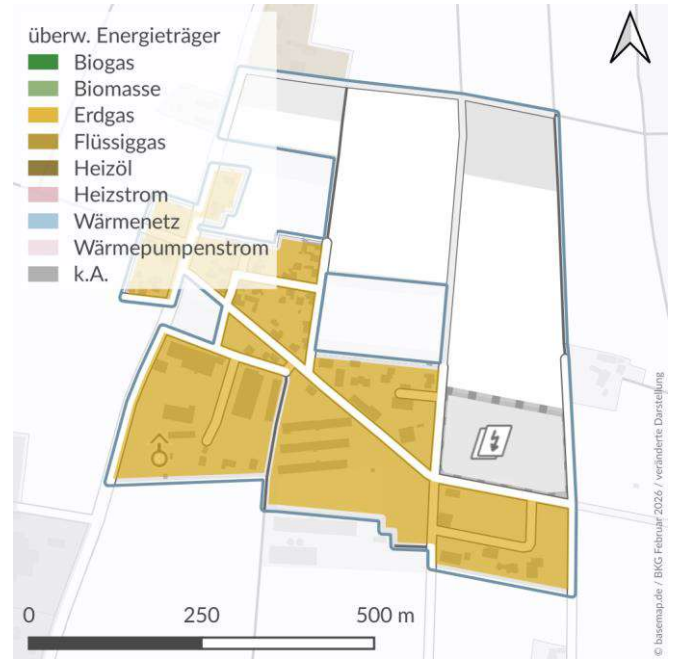 überw. Energieträger
Biogas
Biomasse
Erdgas
Flüssiggas
Heizöl
Heizstrom
Wärmenetz
Wärmepumpenstrom
k.A.
0 250 500 m
© basemap.de / BKG Februar 2026 / veränderte Darstellung